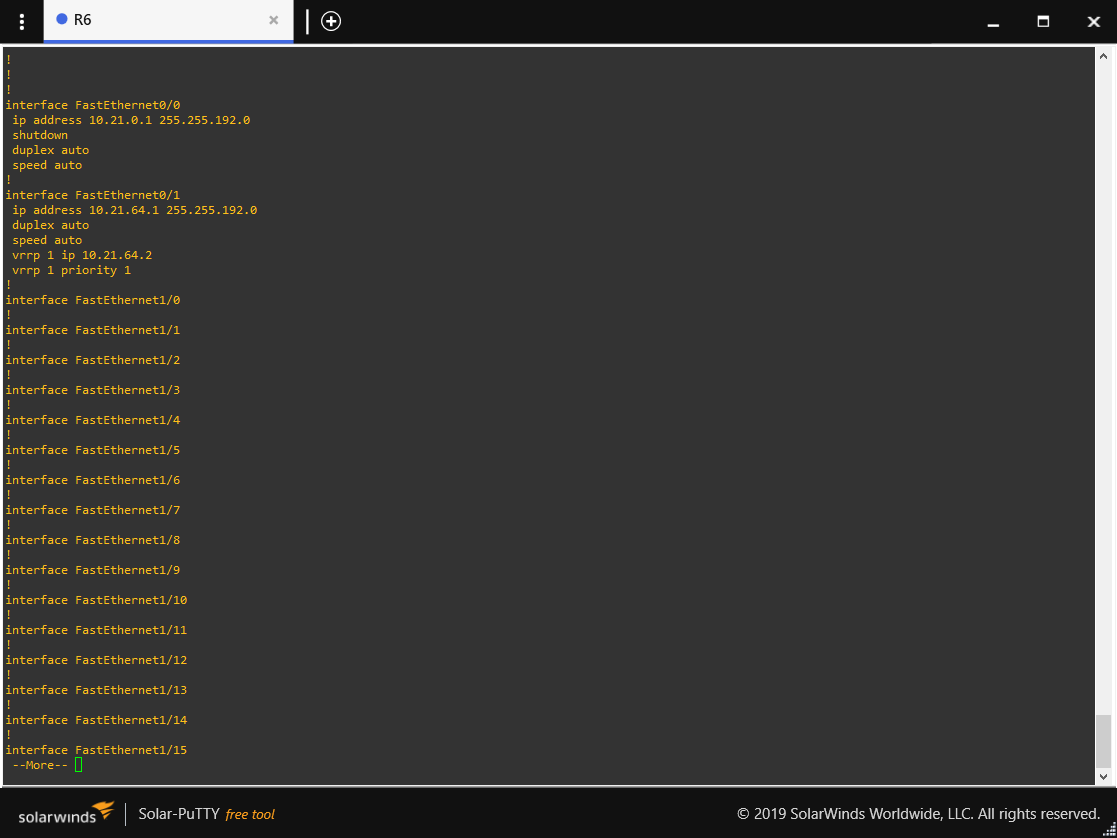 R6
!
!
!
interface FastEthernet0/0
 ip address 10.21.0.1 255.255.192.0
 shutdown
 duplex auto
 speed auto
!
interface FastEthernet0/1
 ip address 10.21.64.1 255.255.192.0
 duplex auto
 speed auto
 vrrp 1 ip 10.21.64.2
 vrrp 1 priority 1
!
interface FastEthernet1/0
!
interface FastEthernet1/1
!
interface FastEthernet1/2
!
interface FastEthernet1/3
!
interface FastEthernet1/4
!
interface FastEthernet1/5
!
interface FastEthernet1/6
!
interface FastEthernet1/7
!
interface FastEthernet1/8
!
interface FastEthernet1/9
!
interface FastEthernet1/10
!
interface FastEthernet1/11
!
interface FastEthernet1/12
!
interface FastEthernet1/13
!
interface FastEthernet1/14
!
interface FastEthernet1/15
 --More--
solarwinds
Solar-PuTTY free tool
© 2019 SolarWinds Worldwide, LLC. All rights reserved.